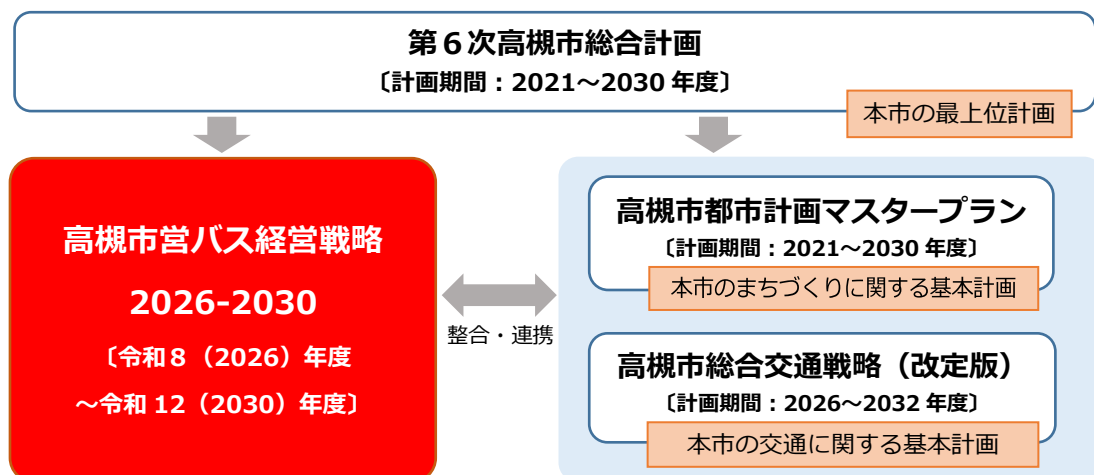 第6次高槻市総合計画
〔計画期間：2021～2030 年度〕
本市の最上位計画
高槻市営バス経営戦略
2026-2030
〔令和８（2026）年度
～令和 12（2030）年度〕
整合・連携
高槻市都市計画マスタープラン
〔計画期間：2021～2030 年度〕
本市のまちづくりに関する基本計画
高槻市総合交通戦略（改定版）
〔計画期間：2026～2032 年度〕
本市の交通に関する基本計画